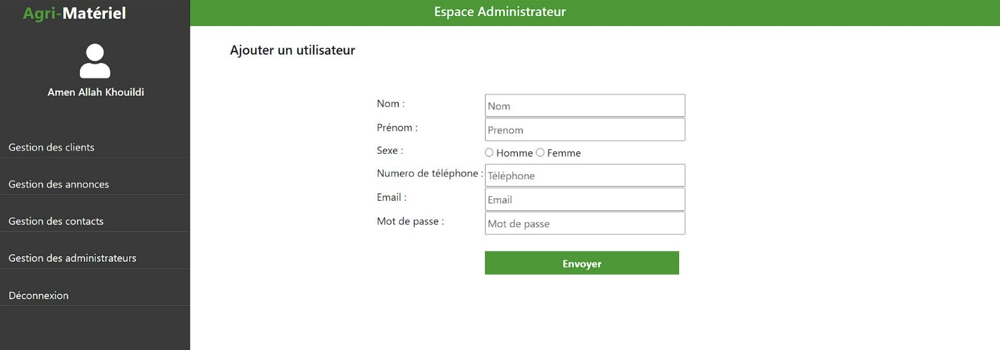 Agri-Matériel
Amen Allah Khouildi
Gestion des clients
Gestion des annonces
Gestion des contacts
Gestion des administrateurs
Déconnexion
Espace Administrateur
Ajouter un utilisateur
Nom : Nom
Prénom : Prenom
Sexe : Homme Femme
Numero de téléphone : Téléphone
Email : Email
Mot de passe : Mot de passe
Envoyer